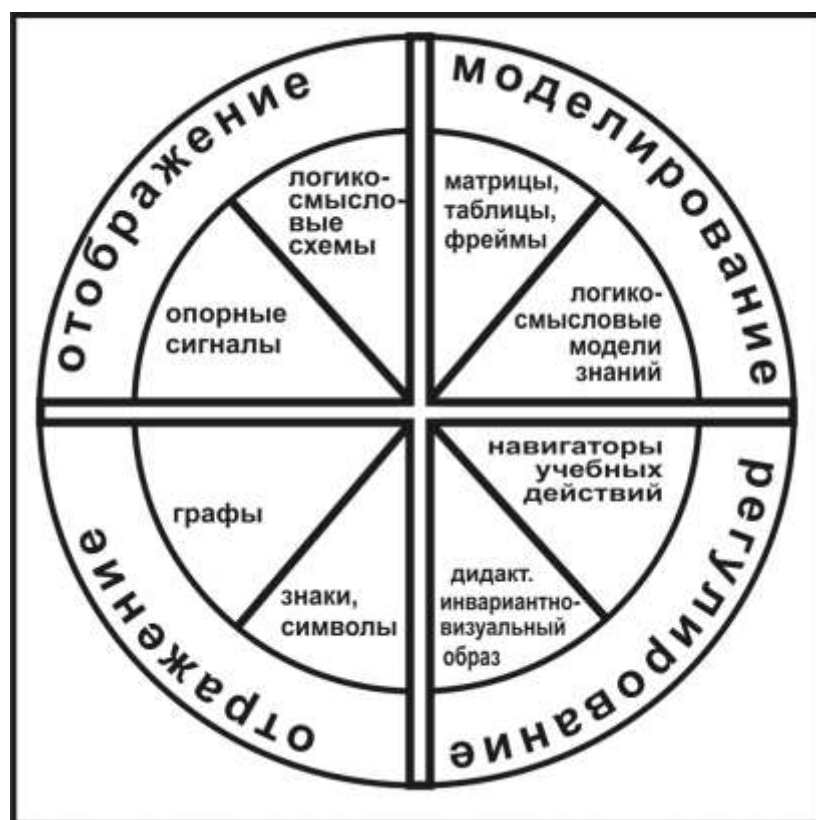 отображение
моделирование
логико-
смысло-
вые
схемы
опорные
сигналы
матрицы,
таблицы,
фреймы
логико-
смысловые
модели
знаний
графы
знаки,
символы
навигаторы
учебных
действий
дидакт.
инвариантно-
визуальный
образ
отражение
регулирование